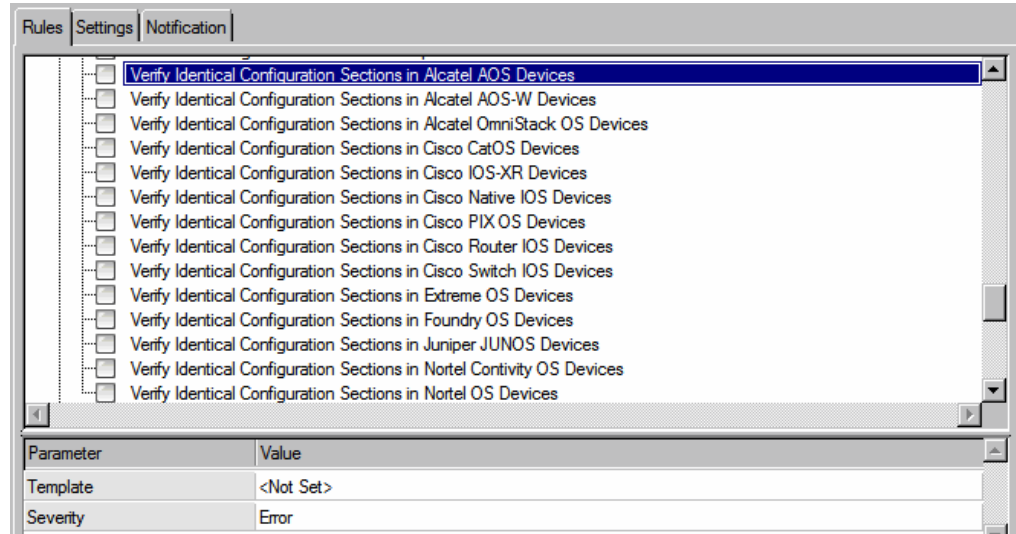 Rules Settings Notification
Verify Identical Configuration Sections in Alcatel AOS Devices
Verify Identical Configuration Sections in Alcatel AOS-W Devices
Verify Identical Configuration Sections in Alcatel OmniStack OS Devices
Verify Identical Configuration Sections in Cisco CatOS Devices
Verify Identical Configuration Sections in Cisco IOS-XR Devices
Verify Identical Configuration Sections in Cisco Native IOS Devices
Verify Identical Configuration Sections in Cisco PIX OS Devices
Verify Identical Configuration Sections in Cisco Router IOS Devices
Verify Identical Configuration Sections in Cisco Switch IOS Devices
Verify Identical Configuration Sections in Extreme OS Devices
Verify Identical Configuration Sections in Foundry OS Devices
Verify Identical Configuration Sections in Juniper JUNOS Devices
Verify Identical Configuration Sections in Nortel Contivity OS Devices
Verify Identical Configuration Sections in Nortel OS Devices
Parameter Value
Template <Not Set>
Severity Error